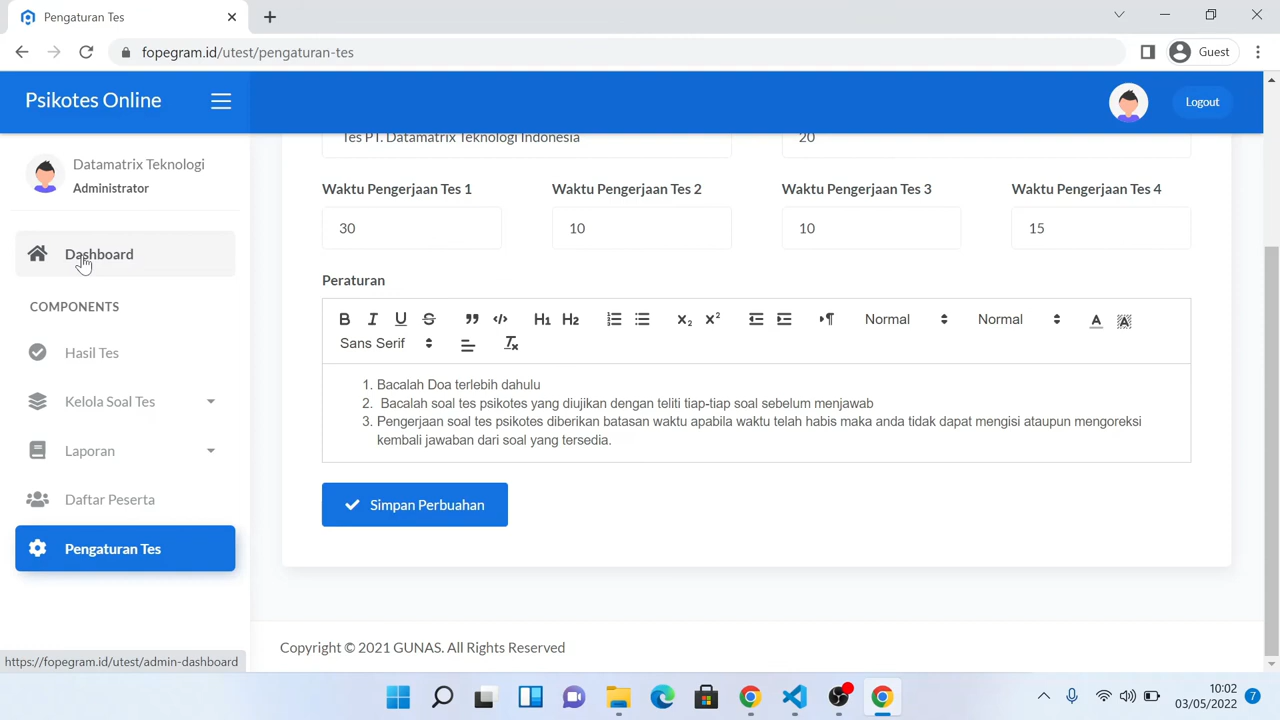 Pengaturan Tes
fopegram.id/utest/pengaturan-tes
Guest
Psikotes Online
Logout
Datamatrix Teknologi
Administrator
Dashboard
COMPONENTS
Hasil Tes
Kelola Soal Tes
Laporan
Daftar Peserta
Pengaturan Tes
Tes PT. Datamatrix Teknologi Indonesia
20
Waktu Pengerjaan Tes 1
Waktu Pengerjaan Tes 2
Waktu Pengerjaan Tes 3
Waktu Pengerjaan Tes 4
30
10
10
15
Peraturan
B I U S H1 H2 X2 X2 Normal Normal A A
Sans Serif Tx
1. Bacalah Doa terlebih dahulu
2. Bacalah soal tes psikotes yang diujikan dengan teliti tiap-tiap soal sebelum menjawab
3. Pengerjaan soal tes psikotes diberikan batasan waktu apabila waktu telah habis maka anda tidak dapat mengisi ataupun mengoreksi
kembali jawaban dari soal yang tersedia.
Simpan Perbuahan
Copyright © 2021 GUNAS. All Rights Reserved
https://fopegram.id/utest/admin-dashboard
10:02
03/05/2022
7